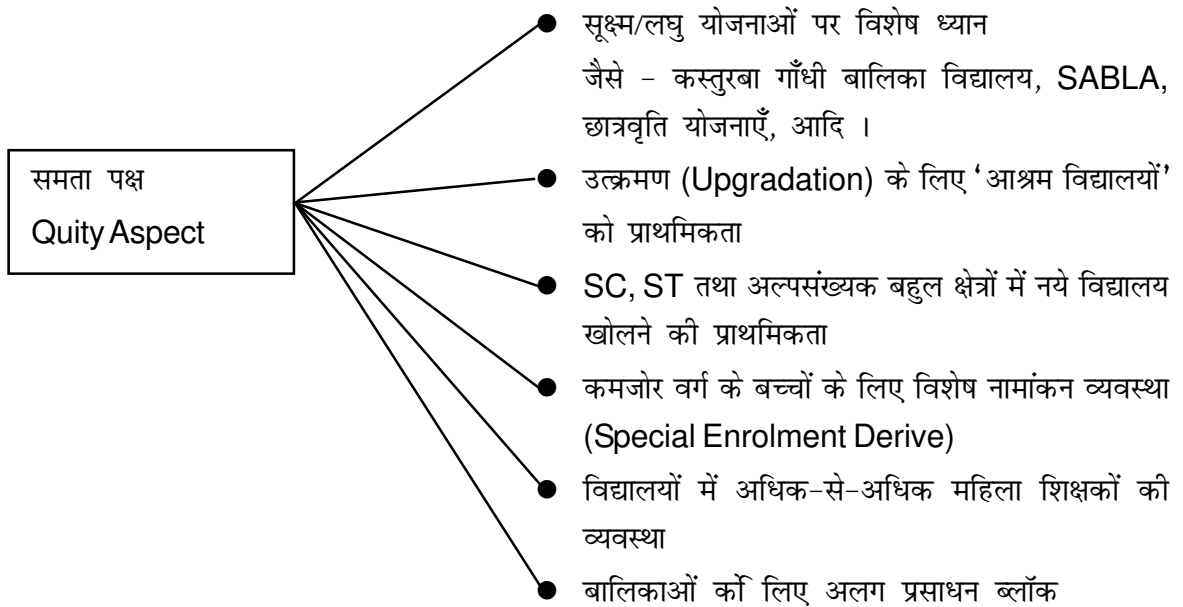 समता पक्ष
Quity Aspect
सूक्ष्म/लघु योजनाओं पर विशेष ध्यान
जैसे - कस्तुरबा गाँधी बालिका विद्यालय, SABLA,
छात्रवृति योजनाएँ, आदि ।
उत्क्रमण (Upgradation) के लिए ‘आश्रम विद्यालयों’
को प्राथमिकता
SC, ST तथा अल्पसंख्यक बहुल क्षेत्रों में नये विद्यालय
खोलने की प्राथमिकता
कमजोर वर्ग के बच्चों के लिए विशेष नामांकन व्यवस्था
(Special Enrolment Derive)
विद्यालयों में अधिक-से-अधिक महिला शिक्षकों की
व्यवस्था
बालिकाओं र्को लिए अलग प्रसाधन ब्लॉक